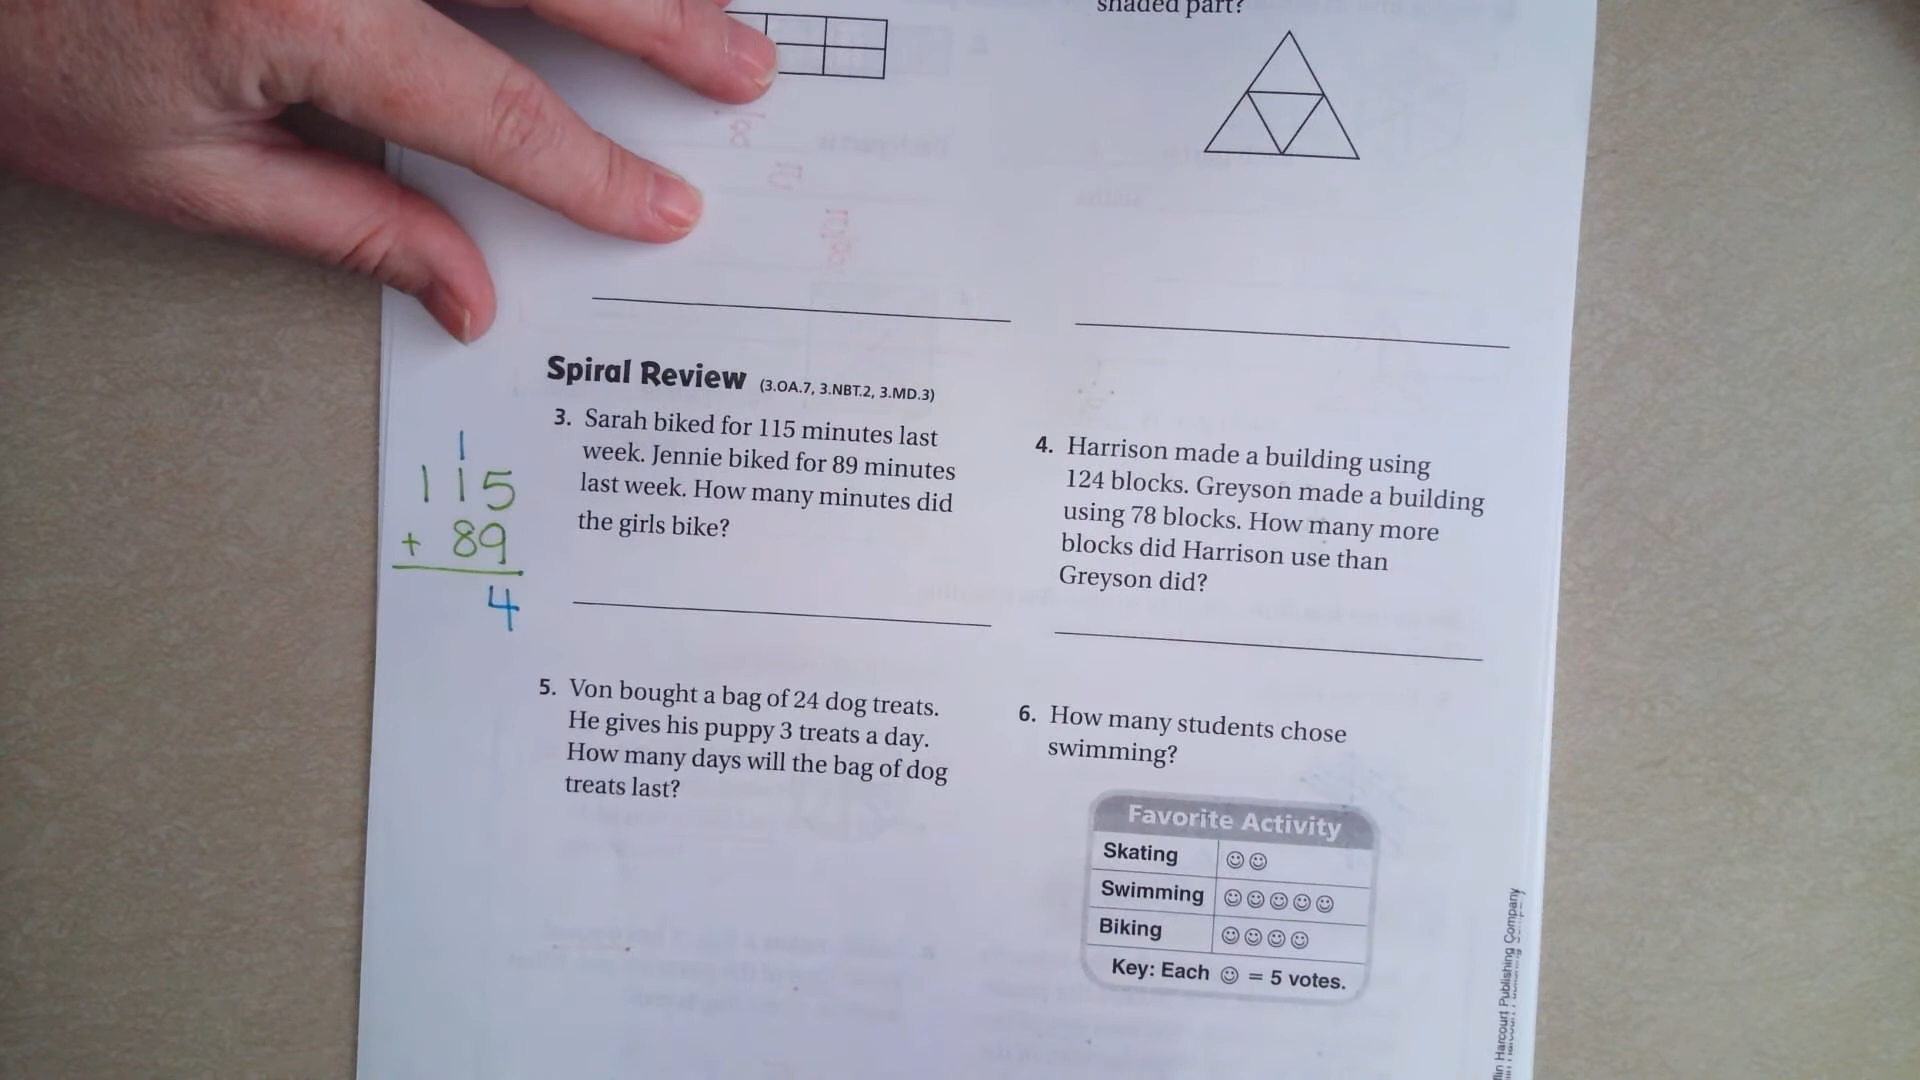 shaded part?
Spiral Review (3.OA.7, 3.NBT.2, 3.MD.3)
3. Sarah biked for 115 minutes last
week. Jennie biked for 89 minutes
last week. How many minutes did
the girls bike?
1
115
+ 89
4
4. Harrison made a building using
124 blocks. Greyson made a building
using 78 blocks. How many more
blocks did Harrison use than
Greyson did?
5. Von bought a bag of 24 dog treats.
He gives his puppy 3 treats a day.
How many days will the bag of dog
treats last?
6. How many students chose
swimming?
Favorite Activity
Skating ☺☺
Swimming ☺☺☺☺☺
Biking ☺☺☺☺
Key: Each ☺ = 5 votes.
Harcourt Publishing Company